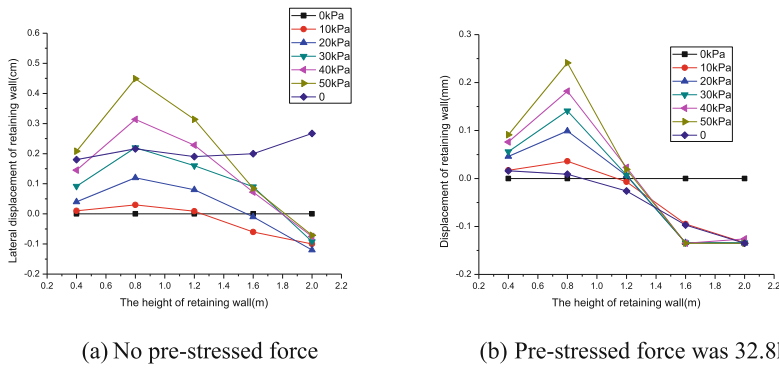 0kPa
10kPa
20kPa
30kPa
40kPa
50kPa
0
0.6
0.5
0.4
0.3
0.2
0.1
0.0
-0.1
-0.2
Lateral displacement of retaining wall(cm)
0.2 0.4 0.6 0.8 1.0 1.2 1.4 1.6 1.8 2.0 2.2
The height of retaining wall(m)
(a) No pre-stressed force
0kPa
10kPa
20kPa
30kPa
40kPa
50kPa
0
0.3
0.2
0.1
0.0
-0.1
-0.2
Displacement of retaining wall(mm)
0.2 0.4 0.6 0.8 1.0 1.2 1.4 1.6 1.8 2.0 2.2
The height of retaining wall(m)
(b) Pre-stressed force was 32.8